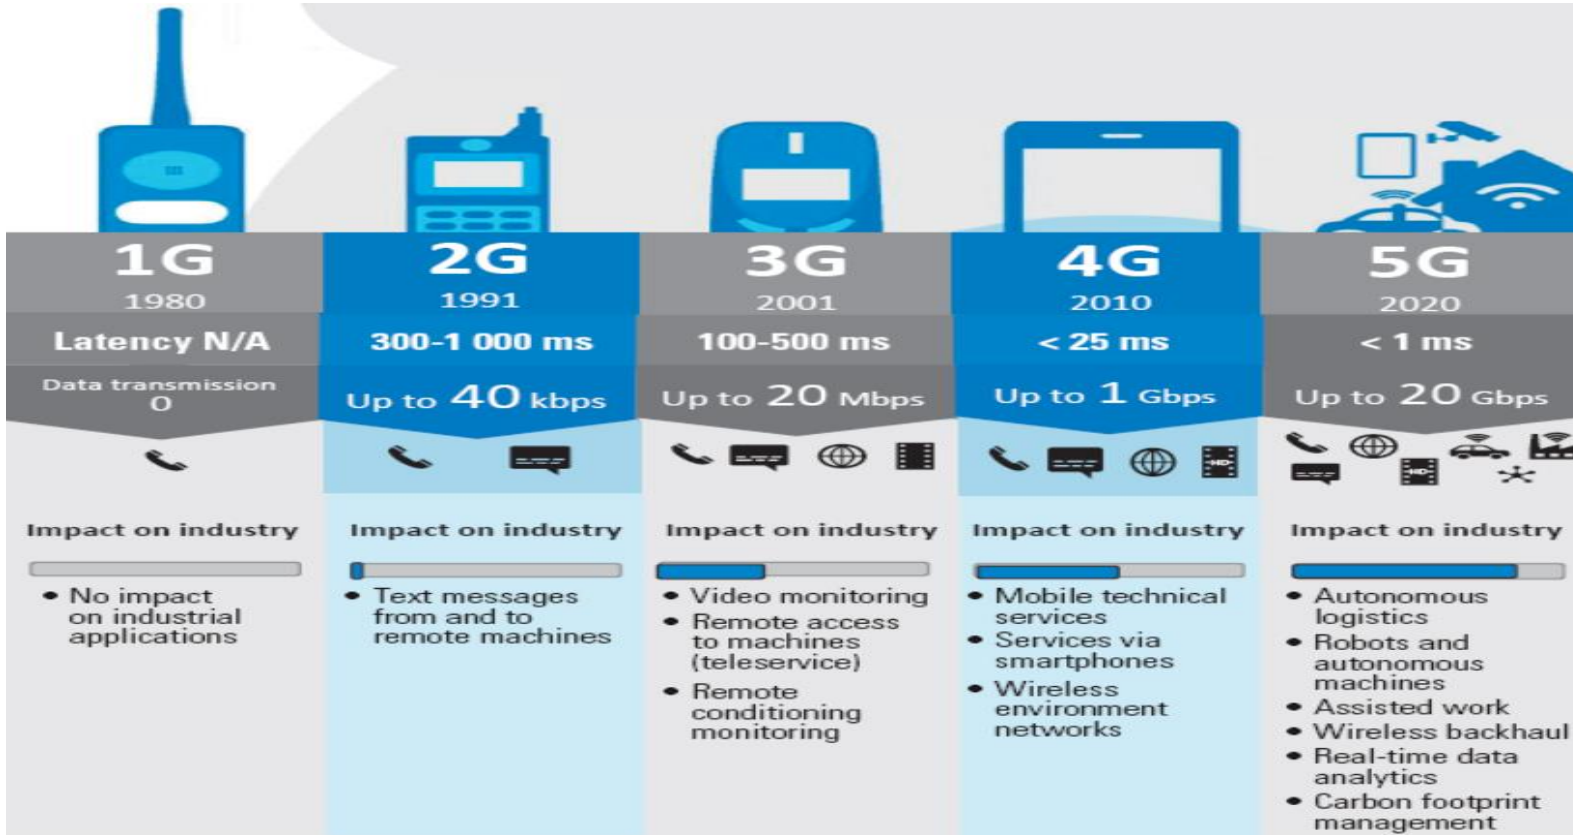 1G
1980
Latency N/A
Data transmission
0
Impact on industry
• No impact
on industrial
applications
2G
1991
300-1 000 ms
Up to 40 kbps
Impact on industry
• Text messages
from and to
remote machines
3G
2001
100-500 ms
Up to 20 Mbps
Impact on industry
• Video monitoring
• Remote access
to machines
(teleservice)
• Remote
conditioning
monitoring
4G
2010
< 25 ms
Up to 1 Gbps
HD
Impact on industry
• Mobile technical
services
• Services via
smartphones
• Wireless
environment
networks
5G
2020
< 1 ms
Up to 20 Gbps
HD
Impact on industry
• Autonomous
logistics
• Robots and
autonomous
machines
• Assisted work
• Wireless backhaul
• Real-time data
analytics
• Carbon footprint
management